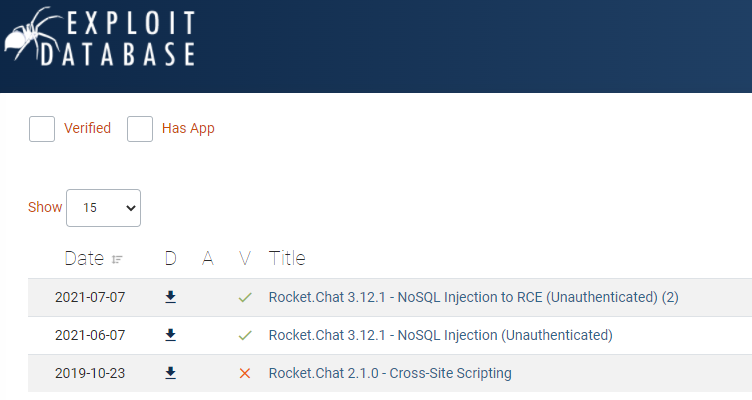 EXPLOIT
DATABASE
Verified Has App
Show 15
Date D A V Title
2021-07-07 Rocket.Chat 3.12.1 - NoSQL Injection to RCE (Unauthenticated) (2)
2021-06-07 Rocket.Chat 3.12.1 - NoSQL Injection (Unauthenticated)
2019-10-23 Rocket.Chat 2.1.0 - Cross-Site Scripting